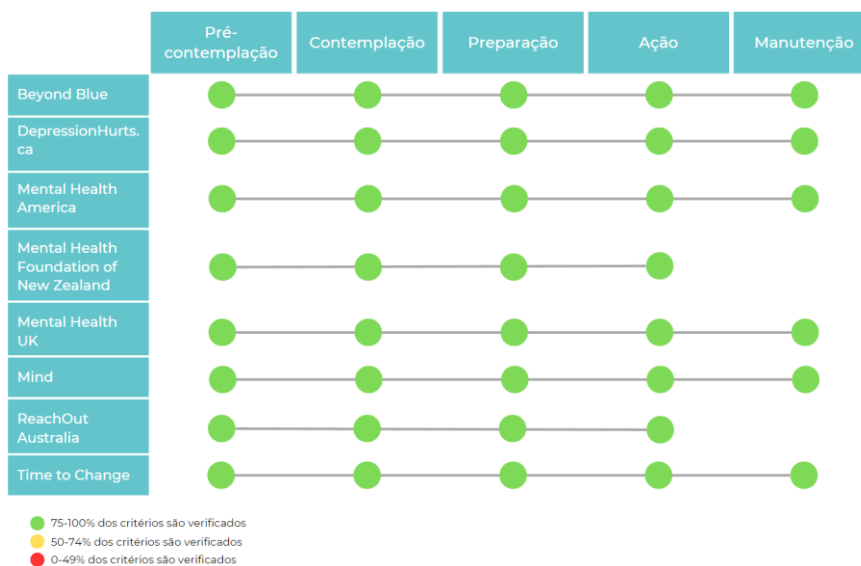 Pré-
contemplação
Contemplação
Preparação
Ação
Manutenção
Beyond Blue
DepressionHurts.
ca
Mental Health
America
Mental Health
Foundation of
New Zealand
Mental Health
UK
Mind
ReachOut
Australia
Time to Change
75-100% dos critérios são verificados
50-74% dos critérios são verificados
0-49% dos critérios são verificados